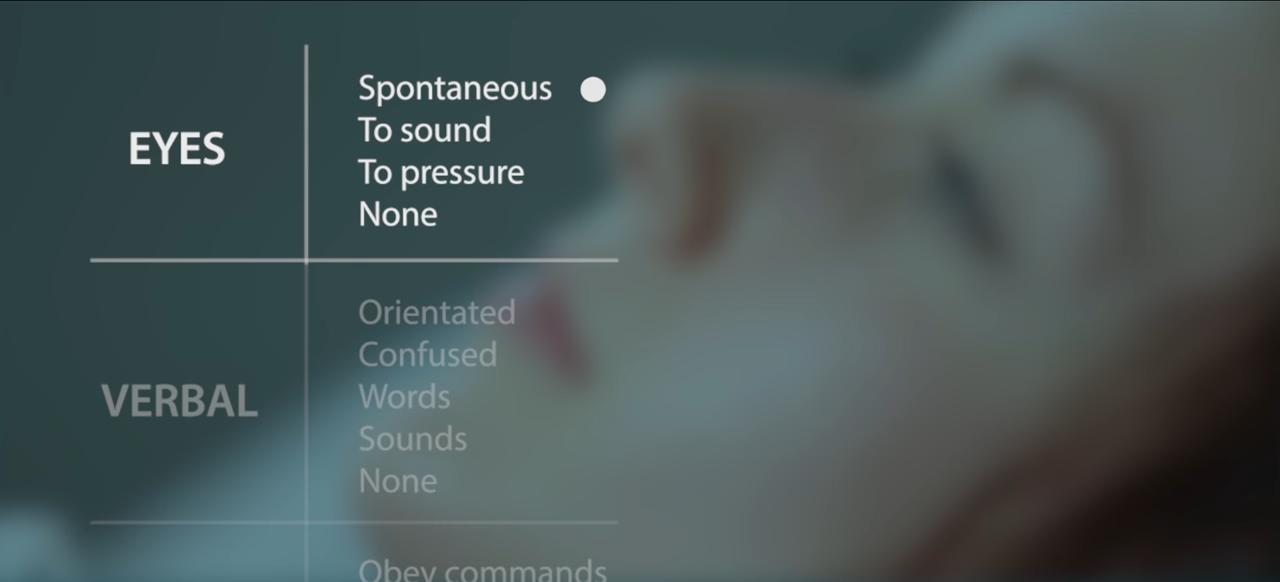 EYES
Spontaneous
To sound
To pressure
None
VERBAL
Orientated
Confused
Words
Sounds
None
Obey commands